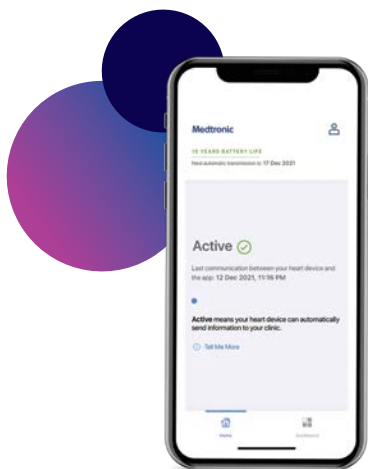 Medtronic
10 YEARS BATTERY LIFE
Next automatic transmission is: 17 Dec 2021
Active
Last communication between your heart device and
the app: 12 Dec 2021, 11:16 PM
Active means your heart device can automatically
send information to your clinic.
Tell Me More
Home